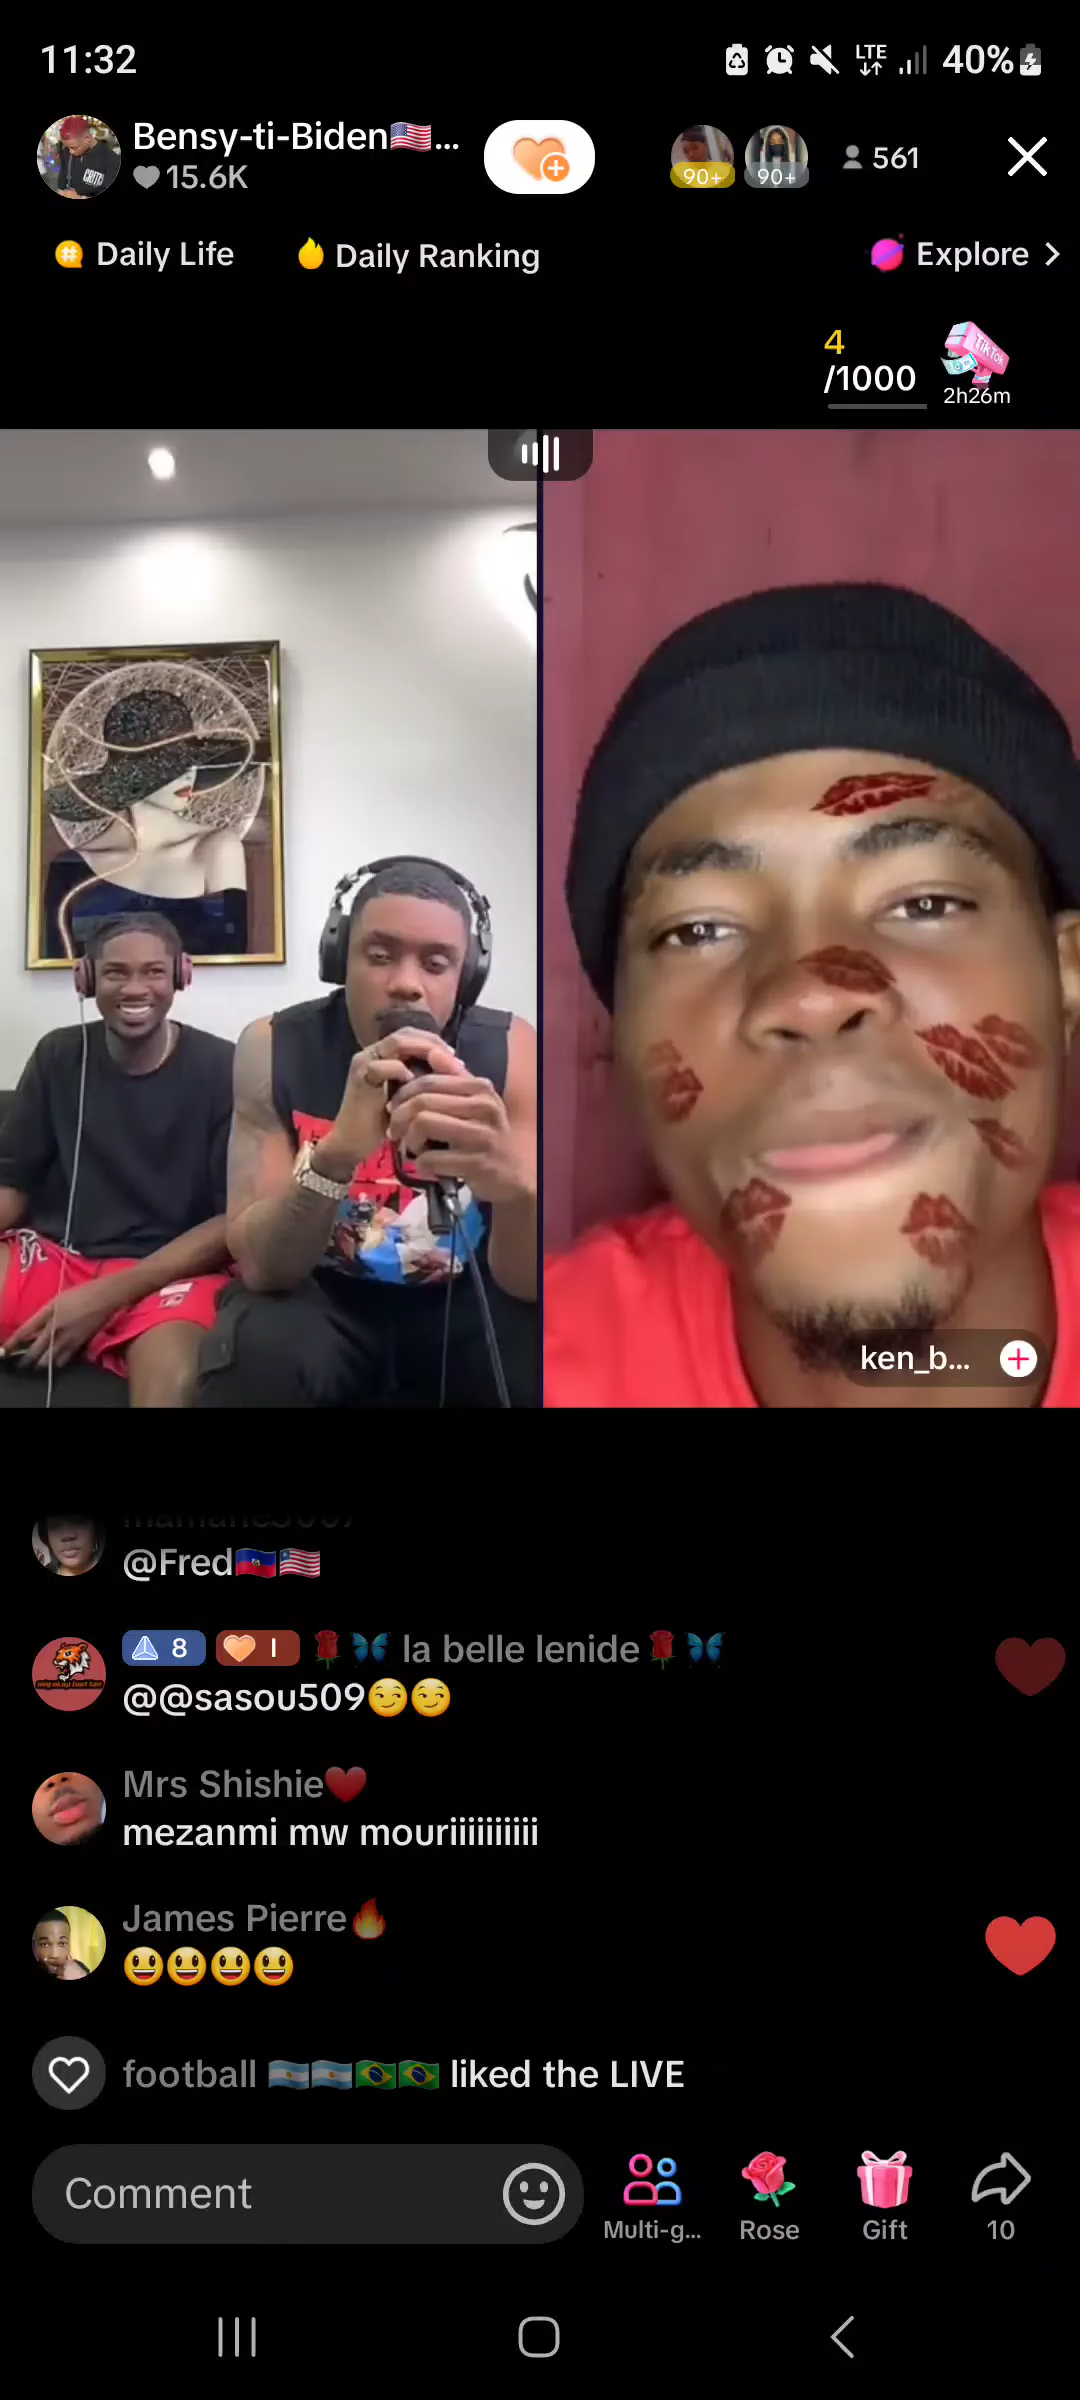 11:32
LTE
40%
Bensy-ti-Biden🇺🇸...
15.6K
90+
90+
561
Daily Life
Daily Ranking
Explore >
4
/1000
TikTok
2h26m
ken_b...
@Fred🇭🇹🇱🇷
8
I
🌹🦋 la belle lenide🌹🦋
@@sasou509😏😏
Mrs Shishie❤️
mezanmi mw mouriiiiiiiiii
James Pierre🔥
😃😃😃😃
football 🇦🇷🇦🇷🇧🇷🇧🇷 liked the LIVE
Comment
Multi-g...
Rose
Gift
10